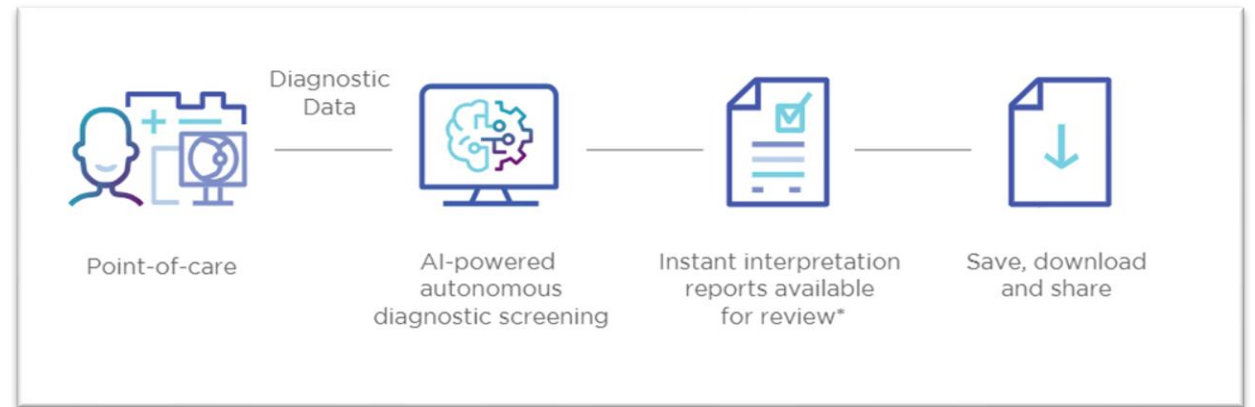 Diagnostic
Data
Point-of-care
AI-powered
autonomous
diagnostic screening
Instant interpretation
reports available
for review*
Save, download
and share